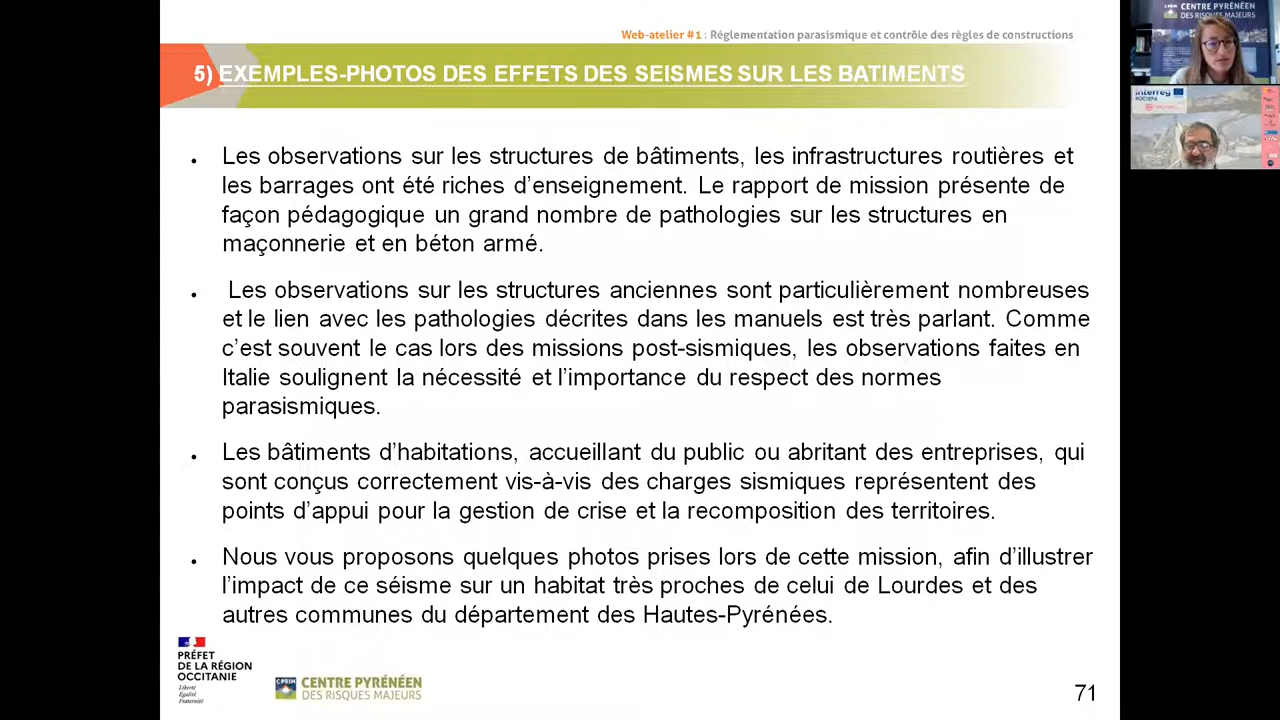 Web-atelier #1 : Réglementation parasismique et contrôle des règles de constructions
5) EXEMPLES-PHOTOS DES EFFETS DES SEISMES SUR LES BATIMENTS
Les observations sur les structures de bâtiments, les infrastructures routières et
les barrages ont été riches d’enseignement. Le rapport de mission présente de
façon pédagogique un grand nombre de pathologies sur les structures en
maçonnerie et en béton armé.
Les observations sur les structures anciennes sont particulièrement nombreuses
et le lien avec les pathologies décrites dans les manuels est très parlant. Comme
c’est souvent le cas lors des missions post-sismiques, les observations faites en
Italie soulignent la nécessité et l’importance du respect des normes
parasismiques.
Les bâtiments d’habitations, accueillant du public ou abritant des entreprises, qui
sont conçus correctement vis-à-vis des charges sismiques représentent des
points d’appui pour la gestion de crise et la recomposition des territoires.
Nous vous proposons quelques photos prises lors de cette mission, afin d’illustrer
l’impact de ce séisme sur un habitat très proches de celui de Lourdes et des
autres communes du département des Hautes-Pyrénées.
PRÉFET
DE LA RÉGION
OCCITANIE
Liberté
Égalité
Fraternité
CPRIM
CENTRE PYRÉNÉEN
DES RISQUES MAJEURS
71
CENTRE PYRÉNÉEN
DES RISQUES MAJEURS
Interreg
POCTEFA